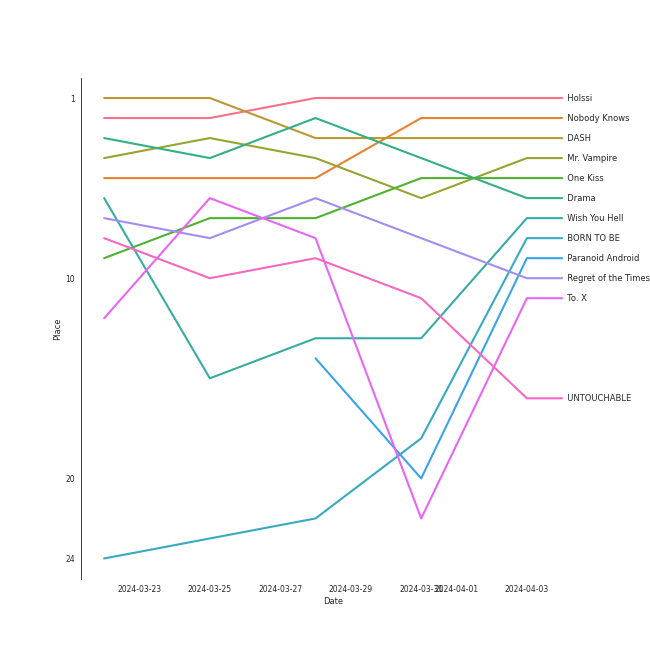 1
Holssi
Nobody Knows
DASH
Mr. Vampire
One Kiss
Drama
Wish You Hell
BORN TO BE
Paranoid Android
10
Regret of the Times
To. X
Place
UNTOUCHABLE
20
24
2024-03-23 2024-03-25 2024-03-27 2024-03-29 2024-03-31 2024-04-01 2024-04-03
Date